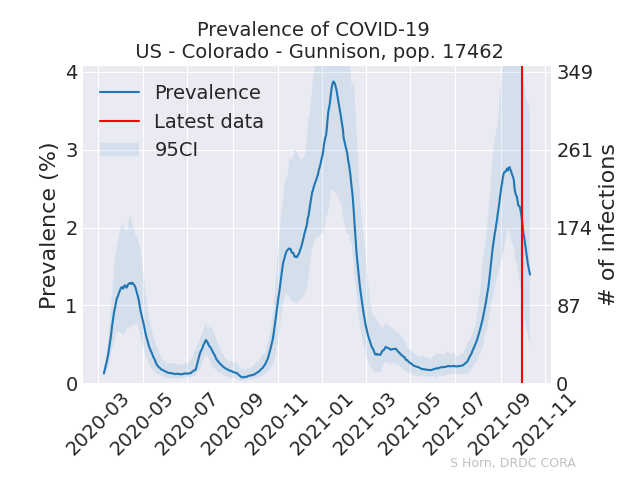 Prevalence of COVID-19
US - Colorado - Gunnison, pop. 17462
Prevalence
Latest data
95CI
Prevalence (%)
4
3
2
1
0
349
261
174
87
0
# of infections
2020-03
2020-05
2020-07
2020-09
2020-11
2021-01
2021-03
2021-05
2021-07
2021-09
2021-11
S Horn, DRDC CORA